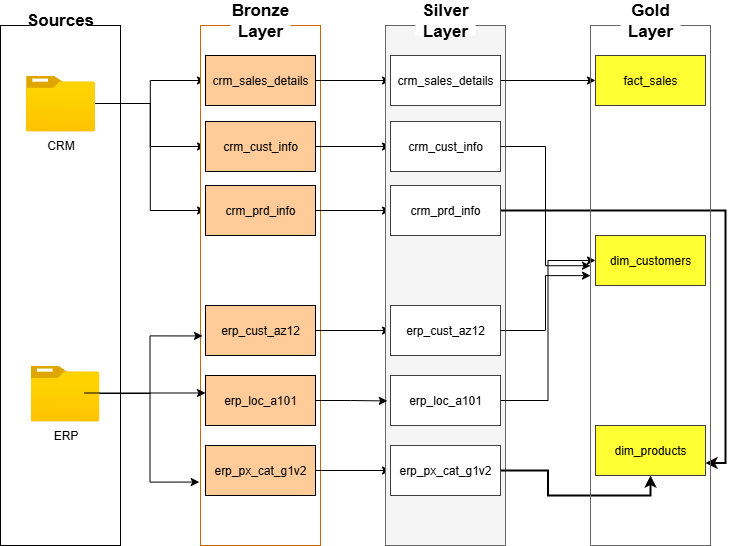 Sources
Bronze
Layer
Silver
Layer
Gold
Layer
CRM
crm_sales_details
crm_sales_details
fact_sales
crm_cust_info
crm_cust_info
crm_prd_info
crm_prd_info
dim_customers
ERP
erp_cust_az12
erp_cust_az12
erp_loc_a101
erp_loc_a101
erp_px_cat_g1v2
erp_px_cat_g1v2
dim_products